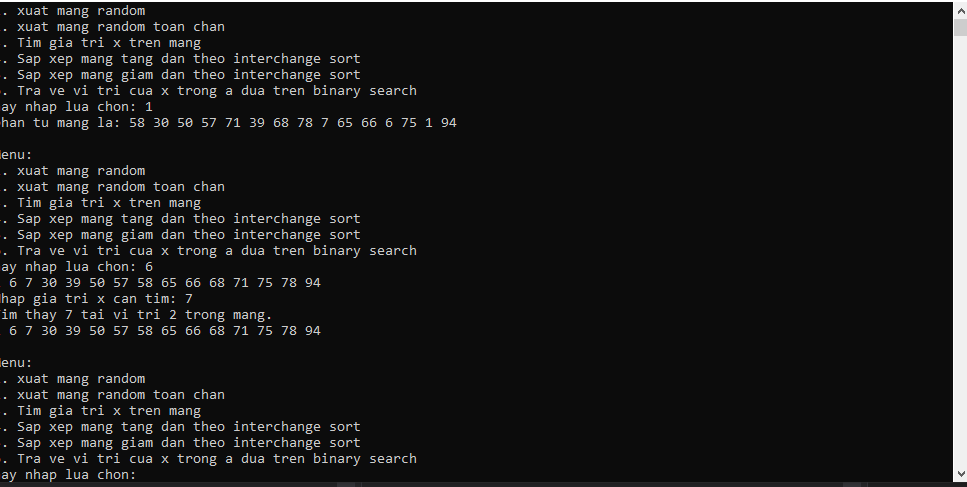 . xuat mang random
. xuat mang random toan chan
. Tim gia tri x tren mang
. Sap xep mang tang dan theo interchange sort
. Sap xep mang giam dan theo interchange sort
. Tra ve vi tri cua x trong a dua tren binary search
ay nhap lua chon: 1
han tu mang la: 58 30 50 57 71 39 68 78 7 65 66 6 75 1 94
enu:
. xuat mang random
. xuat mang random toan chan
. Tim gia tri x tren mang
. Sap xep mang tang dan theo interchange sort
. Sap xep mang giam dan theo interchange sort
. Tra ve vi tri cua x trong a dua tren binary search
ay nhap lua chon: 6
6 7 30 39 50 57 58 65 66 68 71 75 78 94
hap gia tri x can tim: 7
im thay 7 tai vi tri 2 trong mang.
6 7 30 39 50 57 58 65 66 68 71 75 78 94
enu:
. xuat mang random
. xuat mang random toan chan
. Tim gia tri x tren mang
. Sap xep mang tang dan theo interchange sort
. Sap xep mang giam dan theo interchange sort
. Tra ve vi tri cua x trong a dua tren binary search
ay nhap lua chon: